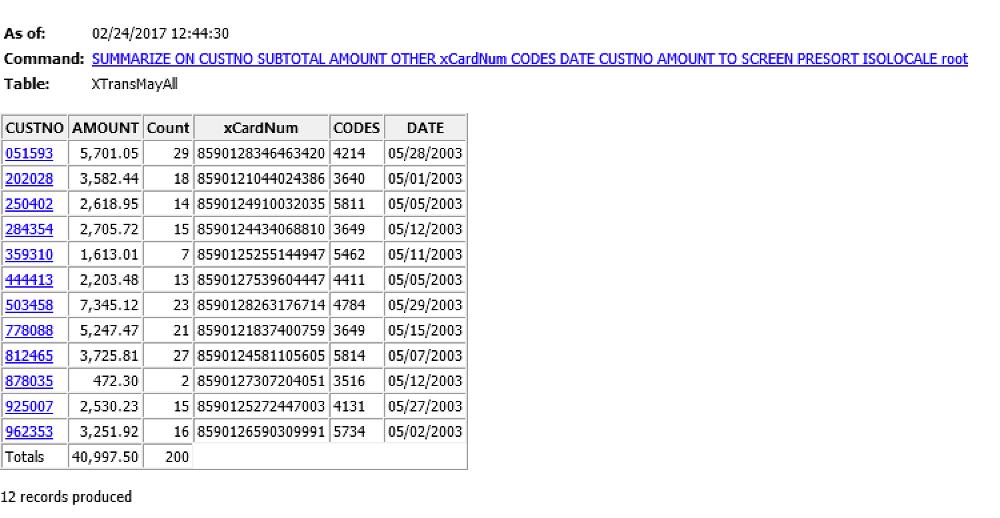 As of: 02/24/2017 12:44:30
Command: SUMMARIZE ON CUSTNO SUBTOTAL AMOUNT OTHER xCardNum CODES DATE CUSTNO AMOUNT TO SCREEN PRESORT ISOLOCALE root
Table: XTransMayAll
CUSTNO AMOUNT Count xCardNum CODES DATE
051593 5,701.05 29 8590128346463420 4214 05/28/2003
202028 3,582.44 18 8590121044024386 3640 05/01/2003
250402 2,618.95 14 8590124910032035 5811 05/05/2003
284354 2,705.72 15 8590124434068810 3649 05/12/2003
359310 1,613.01 7 8590125255144947 5462 05/11/2003
444413 2,203.48 13 8590127539604447 4411 05/05/2003
503458 7,345.12 23 8590128263176714 4784 05/29/2003
778088 5,247.47 21 8590121837400759 3649 05/15/2003
812465 3,725.81 27 8590124581105605 5814 05/07/2003
878035 472.30 2 8590127307204051 3516 05/12/2003
925007 2,530.23 15 8590125272447003 4131 05/27/2003
962353 3,251.92 16 8590126590309991 5734 05/02/2003
Totals 40,997.50 200
12 records produced